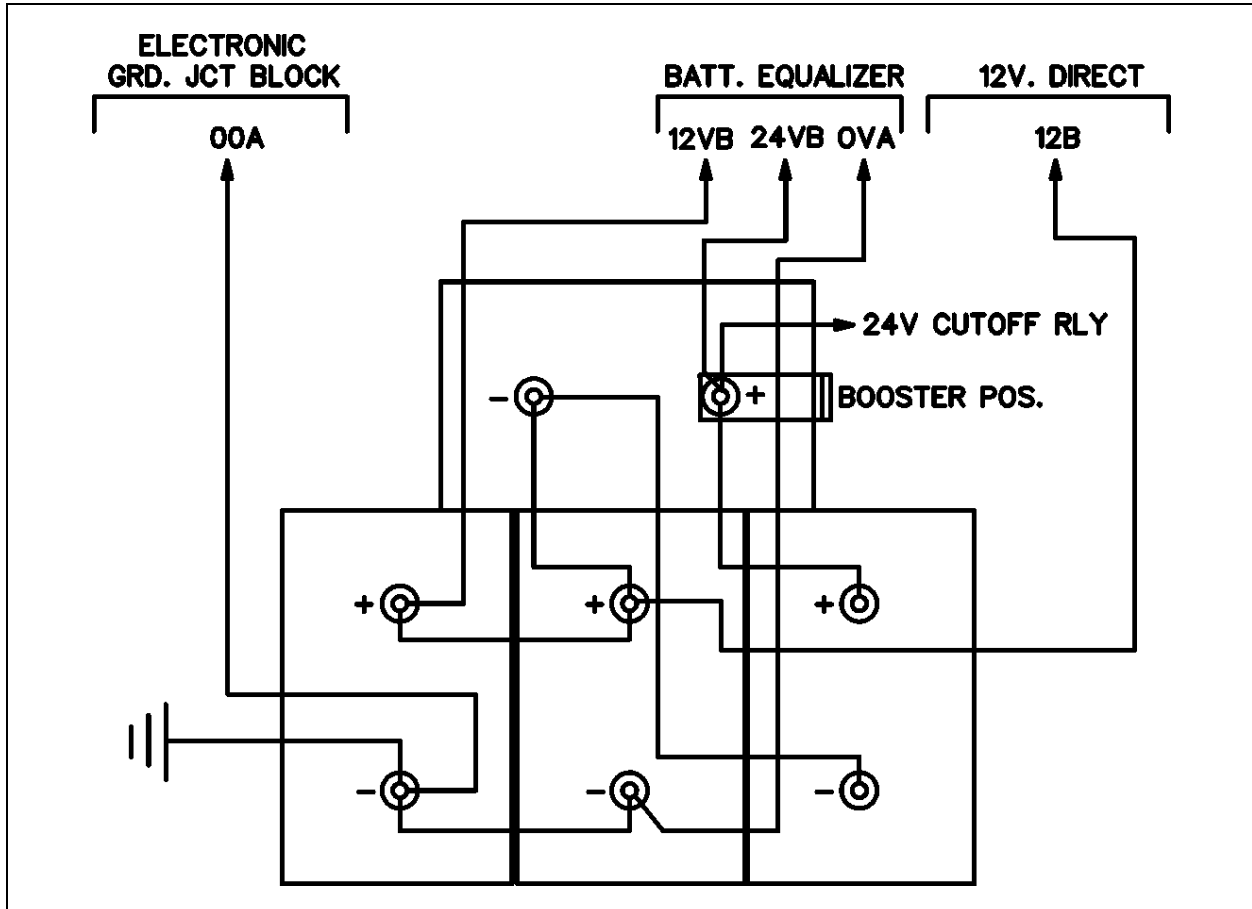 ELECTRONIC
GRD. JCT BLOCK
BATT. EQUALIZER
12V. DIRECT
00A
12VB
24VB
0VA
12B
24V CUTOFF RLY
-
+
BOOSTER POS.
+
+
+
-
-
-